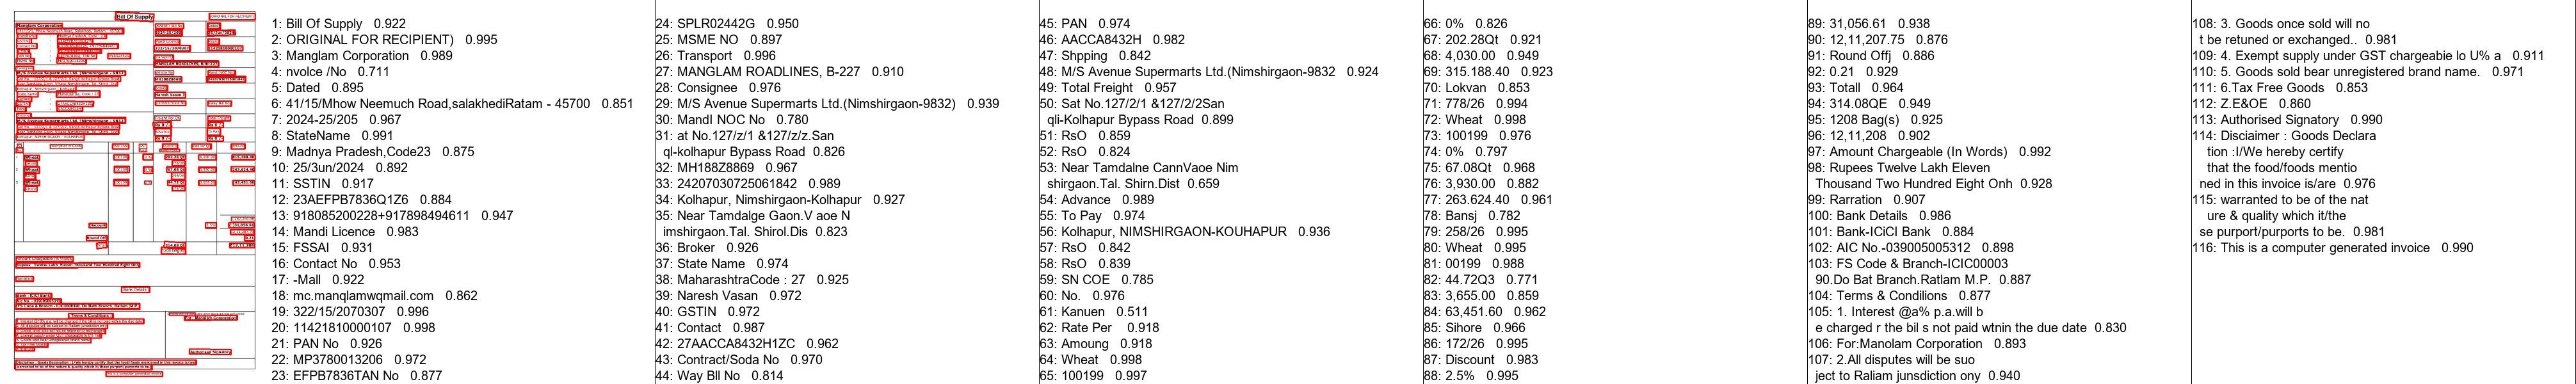 1: Bill Of Supply 0.922
2: ORIGINAL FOR RECIPIENT) 0.995
3: Manglam Corporation 0.989
4: nvolce /No 0.711
5: Dated 0.895
6: 41/15/Mhow Neemuch Road,salakhediRatam - 45700 0.851
7: 2024-25/205 0.967
8: StateName 0.991
9: Madnya Pradesh,Code23 0.875
10: 25/3un/2024 0.892
11: SSTIN 0.917
12: 23AEFPB7836Q1Z6 0.884
13: 918085200228+917898494611 0.947
14: Mandi Licence 0.983
15: FSSAI 0.931
16: Contact No 0.953
17: -Mall 0.922
18: mc.manqlamwqmail.com 0.862
19: 322/15/2070307 0.996
20: 11421810000107 0.998
21: PAN No 0.926
22: MP3780013206 0.972
23: EFPB7836TAN No 0.877
24: SPLR02442G 0.950
25: MSME NO 0.897
26: Transport 0.996
27: MANGLAM ROADLINES, B-227 0.910
28: Consignee 0.976
29: M/S Avenue Supermarts Ltd.(Nimshirgaon-9832) 0.939
30: MandI NOC No 0.780
31: at No.127/z/1 &127/z/z.San
ql-kolhapur Bypass Road 0.826
32: MH188Z8869 0.967
33: 24207030725061842 0.989
34: Kolhapur, Nimshirgaon-Kolhapur 0.927
35: Near Tamdalge Gaon.V aoe N
imshirgaon.Tal. Shirol.Dis 0.823
36: Broker 0.926
37: State Name 0.974
38: MaharashtraCode : 27 0.925
39: Naresh Vasan 0.972
40: GSTIN 0.972
41: Contact 0.987
42: 27AACCA8432H1ZC 0.962
43: Contract/Soda No 0.970
44: Way Bll No 0.814
45: PAN 0.974
46: AACCA8432H 0.982
47: Shpping 0.842
48: M/S Avenue Supermarts Ltd.(Nimshirgaon-9832 0.924
49: Total Freight 0.957
50: Sat No.127/2/1 &127/2/2San
qli-Kolhapur Bypass Road 0.899
51: RsO 0.859
52: RsO 0.824
53: Near Tamdalne CannVaoe Nim
shirgaon.Tal. Shirn.Dist 0.659
54: Advance 0.989
55: To Pay 0.974
56: Kolhapur, NIMSHIRGAON-KOUHAPUR 0.936
57: RsO 0.842
58: RsO 0.839
59: SN COE 0.785
60: No. 0.976
61: Kanuen 0.511
62: Rate Per 0.918
63: Amoung 0.918
64: Wheat 0.998
65: 100199 0.997
66: 0% 0.826
67: 202.28Qt 0.921
68: 4,030.00 0.949
69: 315.188.40 0.923
70: Lokvan 0.853
71: 778/26 0.994
72: Wheat 0.998
73: 100199 0.976
74: 0% 0.797
75: 67.08Qt 0.968
76: 3,930.00 0.882
77: 263.624.40 0.961
78: Bansj 0.782
79: 258/26 0.995
80: Wheat 0.995
81: 00199 0.988
82: 44.72Q3 0.771
83: 3,655.00 0.859
84: 63,451.60 0.962
85: Sihore 0.966
86: 172/26 0.995
87: Discount 0.983
88: 2.5% 0.995
89: 31,056.61 0.938
90: 12,11,207.75 0.876
91: Round Offj 0.886
92: 0.21 0.929
93: Totall 0.964
94: 314.08QE 0.949
95: 1208 Bag(s) 0.925
96: 12,11,208 0.902
97: Amount Chargeable (In Words) 0.992
98: Rupees Twelve Lakh Eleven
Thousand Two Hundred Eight Onh 0.928
99: Rarration 0.907
100: Bank Details 0.986
101: Bank-ICiCI Bank 0.884
102: AIC No.-039005005312 0.898
103: FS Code & Branch-ICIC00003
90.Do Bat Branch.Ratlam M.P. 0.887
104: Terms & Condilions 0.877
105: 1. Interest @a% p.a.will b
e charged r the bil s not paid wtnin the due date 0.830
106: For:Manolam Corporation 0.893
107: 2.All disputes will be suo
ject to Raliam junsdiction ony 0.940
108: 3. Goods once sold will no
t be retuned or exchanged.. 0.981
109: 4. Exempt supply under GST chargeabie lo U% a 0.911
110: 5. Goods sold bear unregistered brand name. 0.971
111: 6.Tax Free Goods 0.853
112: Z.E&OE 0.860
113: Authorised Signatory 0.990
114: Disciaimer : Goods Declara
tion :I/We hereby certify
that the food/foods mentio
ned in this invoice is/are 0.976
115: warranted to be of the nat
ure & quality which it/the
se purport/purports to be. 0.981
116: This is a computer generated invoice 0.990